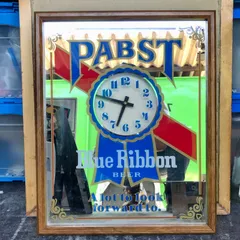 PABST
Blue Ribbon
BEER
A lot to look
forward to.